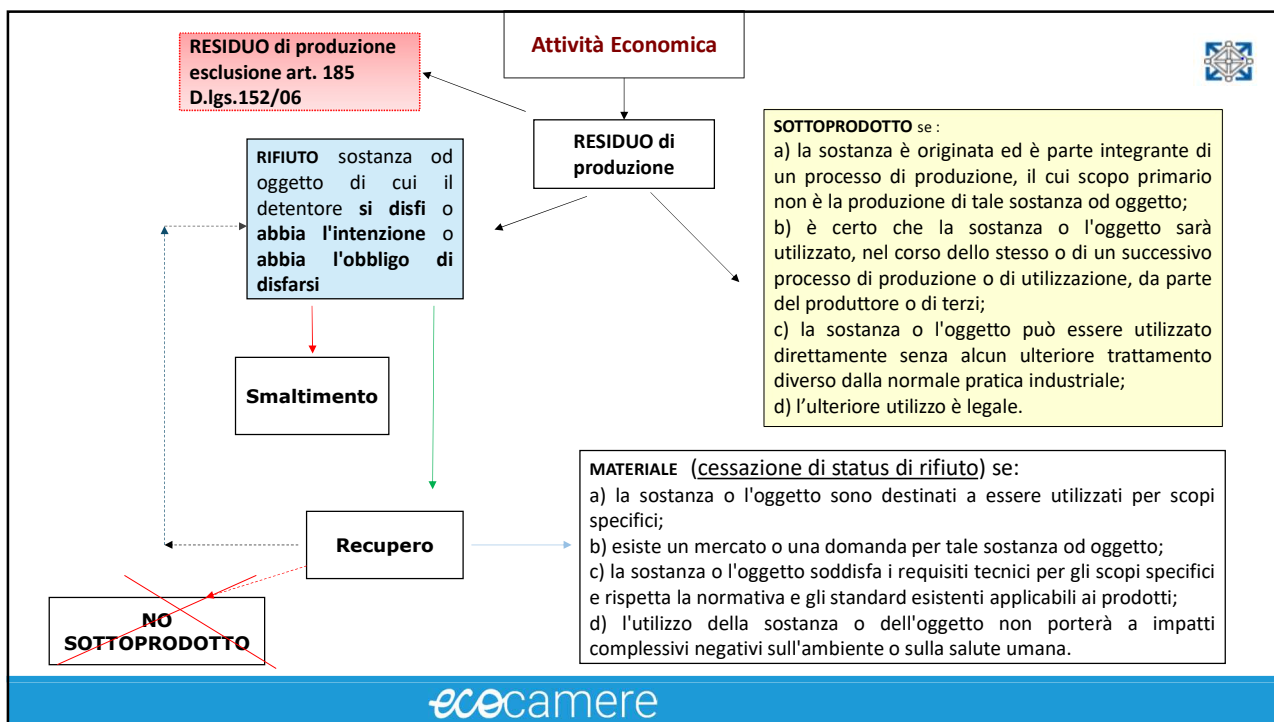 Attività Economica
RESIDUO di produzione
esclusione art. 185
D.lgs.152/06
RESIDUO di
produzione
RIFIUTO sostanza od
oggetto di cui il
detentore si disfi o
abbia l'intenzione o
abbia l'obbligo di
disfarsi
SOTTOPRODOTTO se :
a) la sostanza è originata ed è parte integrante di
un processo di produzione, il cui scopo primario
non è la produzione di tale sostanza od oggetto;
b) è certo che la sostanza o l'oggetto sarà
utilizzato, nel corso dello stesso o di un successivo
processo di produzione o di utilizzazione, da parte
del produttore o di terzi;
c) la sostanza o l'oggetto può essere utilizzato
direttamente senza alcun ulteriore trattamento
diverso dalla normale pratica industriale;
d) l’ulteriore utilizzo è legale.
Smaltimento
Recupero
NO
SOTTOPRODOTTO
MATERIALE (cessazione di status di rifiuto) se:
a) la sostanza o l'oggetto sono destinati a essere utilizzati per scopi
specifici;
b) esiste un mercato o una domanda per tale sostanza od oggetto;
c) la sostanza o l'oggetto soddisfa i requisiti tecnici per gli scopi specifici
e rispetta la normativa e gli standard esistenti applicabili ai prodotti;
d) l'utilizzo della sostanza o dell'oggetto non porterà a impatti
complessivi negativi sull'ambiente o sulla salute umana.
ecocamere